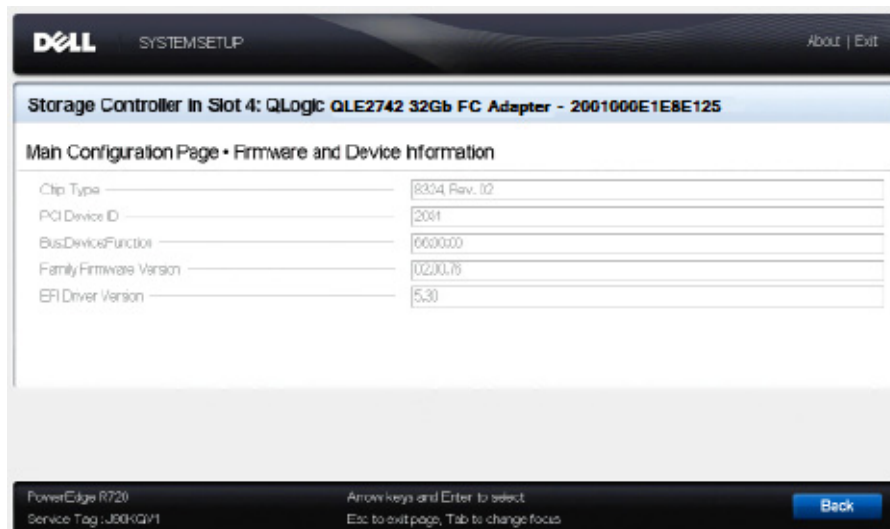 DELL SYSTEM SETUP About | Exit
Storage Controller in Slot 4: QLogic QLE2742 32Gb FC Adapter - 2001000E1E8E125
Main Configuration Page • Firmware and Device Information
Chip Type 8324, Rev. 02
PCI Device ID 2031
Bus:Device:Function 66:00:00
Family Firmware Version 02.00.76
EFI Driver Version 5.30
PowerEdge R720 Arrow keys and Enter to select
Service Tag : Esc to exit page, Tab to change focus
Back